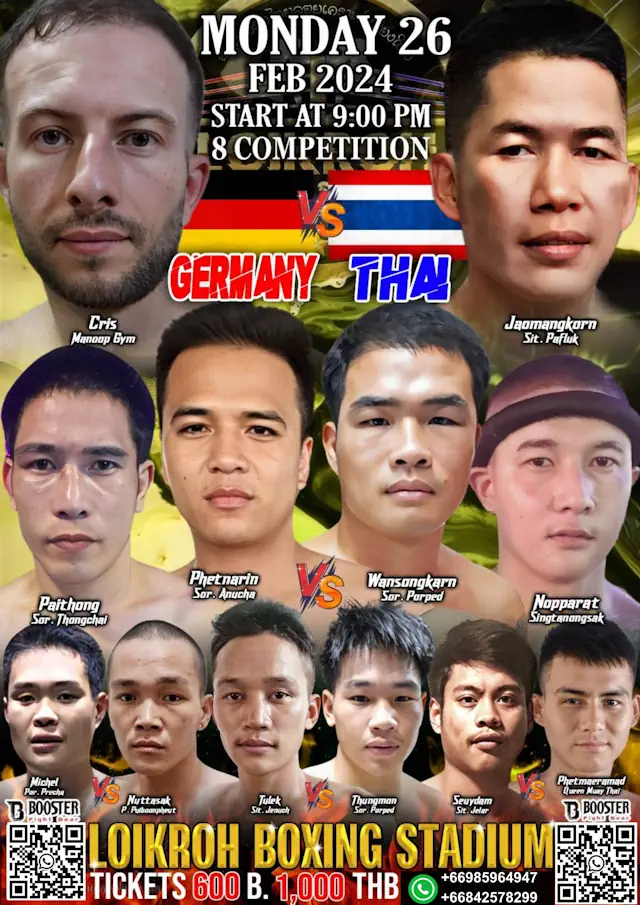 MONDAY 26
FEB 2024
START AT 9:00 PM
8 COMPETITION
VS
GERMANY THAI
Cris
Manoop Gym
Jaomangkorn
Sit. Pafluk
Paithong
Sor. Thongchai
Phetnarin
Sor. Anucha
VS
Wansongkarn
Sor. Porped
Nopparat
Singtanongsak
Michel
Por. Precha
VS
Nuttasak
P. Puiboonpheut
Tulek
Sit. Jenuch
VS
Thungmon
Sor. Porped
Seuydam
Sit. Jelar
VS
Phetmaeramad
Queen Muay Thai
B BOOSTER
Fight Gear
B BOOSTER
Fight Gear
LOIKROH BOXING STADIUM
TICKETS 600 B. 1,000 THB
+66985964947
+66842578299